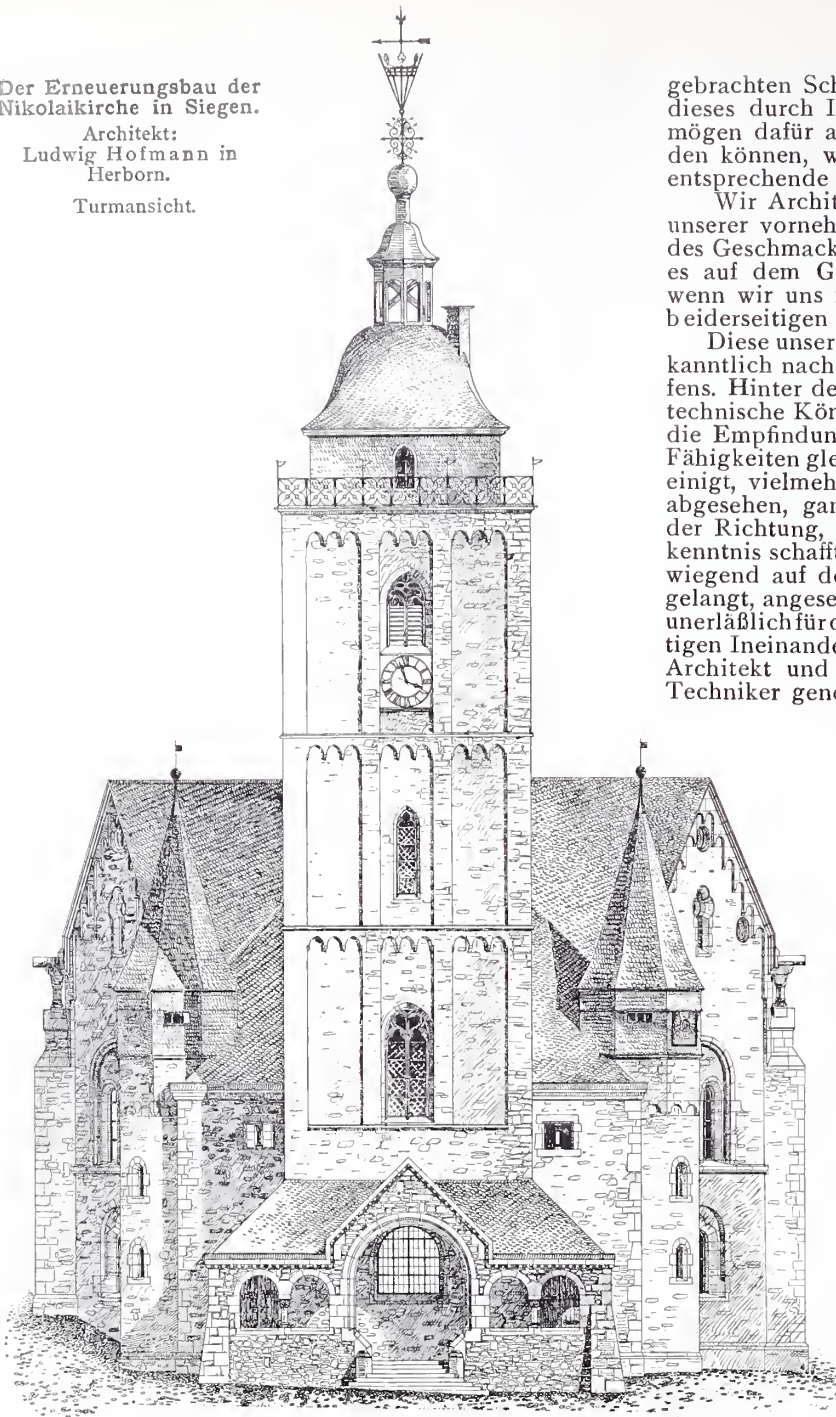 Der Erneuerungsbau der
Nikolaikirche in Siegen.
Architekt:
Ludwig Hofmann in
Herborn.
Turmansicht.
gebrachten Sch
dieses durch I
mögen dafür a
den können, w
entsprechende
Wir Archit
unserer vorneh
des Geschmack
es auf dem G
wenn wir uns
beiderseitigen
Diese unser
kanntlich nach
fens. Hinter de
technische Kön
die Empfindun
Fähigkeiten gle
einigt, vielmeh
abgesehen, gan
der Richtung,
kenntnis schafft
wiegend auf de
gelangt, angese
unerläßlich für d
tigen Ineinande
Architekt und
Techniker geno